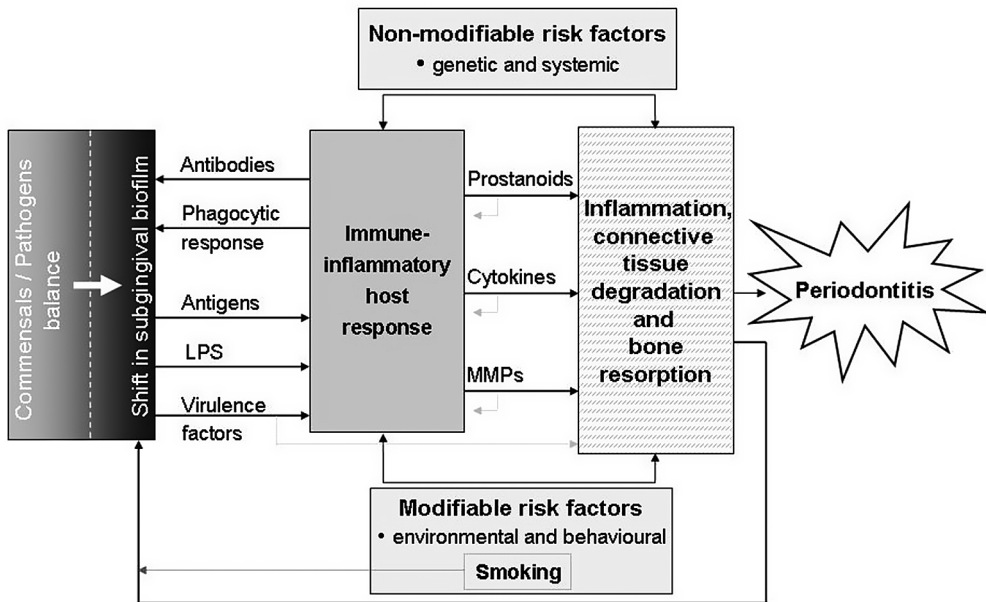 Non-modifiable risk factors
• genetic and systemic
Commensals / Pathogens
balance
Shift in subgingival biofilm
Antibodies
Phagocytic
response
Antigens
LPS
Virulence
factors
Immune-
inflammatory
host
response
Prostanoids
Cytokines
MMPs
Inflammation,
connective
tissue
degradation
and
bone
resorption
Periodontitis
Modifiable risk factors
• environmental and behavioural
Smoking